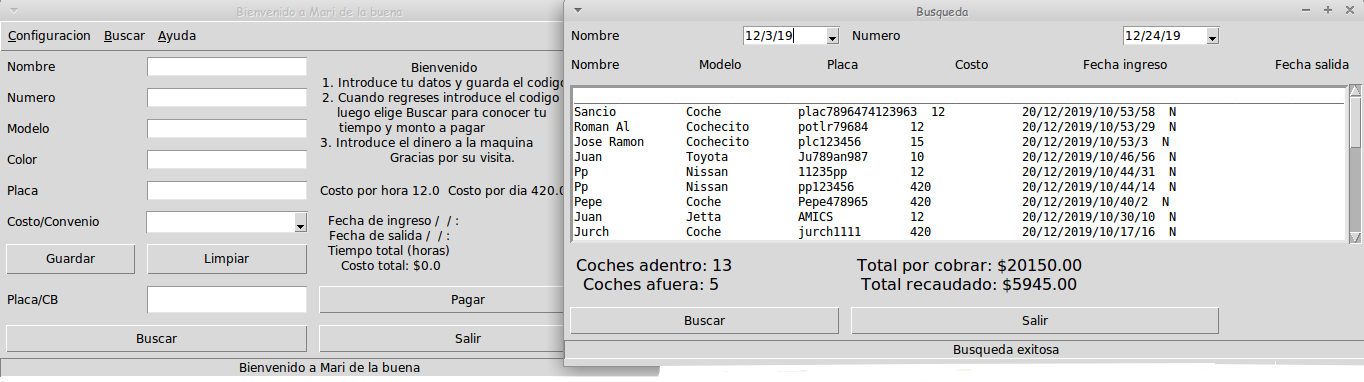 Bienvenido a Mari de la buena
Configuracion Buscar Ayuda
Nombre
Numero
Modelo
Color
Placa
Costo/Convenio
Guardar Limpiar
Placa/CB
Buscar
Bienvenido
1. Introduce tu datos y guarda el codigo
2. Cuando regreses introduce el codigo
luego elige Buscar para conocer tu
tiempo y monto a pagar
3. Introduce el dinero a la maquina
Gracias por su visita.
Costo por hora 12.0 Costo por dia 420.0
Fecha de ingreso / / :
Fecha de salida / / :
Tiempo total (horas)
Costo total: $0.0
Pagar
Salir
Bienvenido a Mari de la buena
Busqueda
Nombre 12/3/19 Numero 12/24/19
Nombre Modelo Placa Costo Fecha ingreso Fecha salida
Sancio Coche plac7896474123963 12 20/12/2019/10/53/58 N
Roman Al Cochecito potlr79684 12 20/12/2019/10/53/29 N
Jose Ramon Cochecito plc123456 15 20/12/2019/10/53/3 N
Juan Toyota Ju789an987 10 20/12/2019/10/46/56 N
Pp Nissan 11235pp 12 20/12/2019/10/44/31 N
Pp Nissan pp123456 420 20/12/2019/10/44/14 N
Pepe Coche Pepe478965 420 20/12/2019/10/40/2 N
Juan Jetta AMICS 12 20/12/2019/10/30/10 N
Jurch Coche jurch1111 420 20/12/2019/10/17/16 N
Coches adentro: 13 Total por cobrar: $20150.00
Coches afuera: 5 Total recaudado: $5945.00
Buscar Salir
Busqueda exitosa